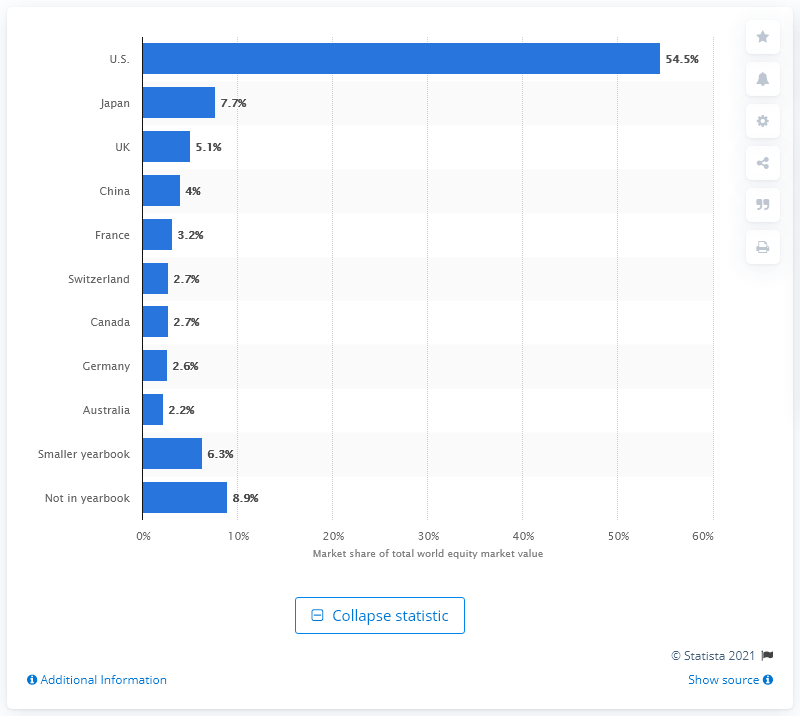 U.S. 54.5%
Japan 7.7%
UK 5.1%
China 4%
France 3.2%
Switzerland 2.7%
Canada 2.7%
Germany 2.6%
Australia 2.2%
Smaller yearbook 6.3%
Not in yearbook 8.9%
0% 10% 20% 30% 40% 50% 60%
Market share of total world equity market value
Collapse statistic
© Statista 2021
Additional Information Show source